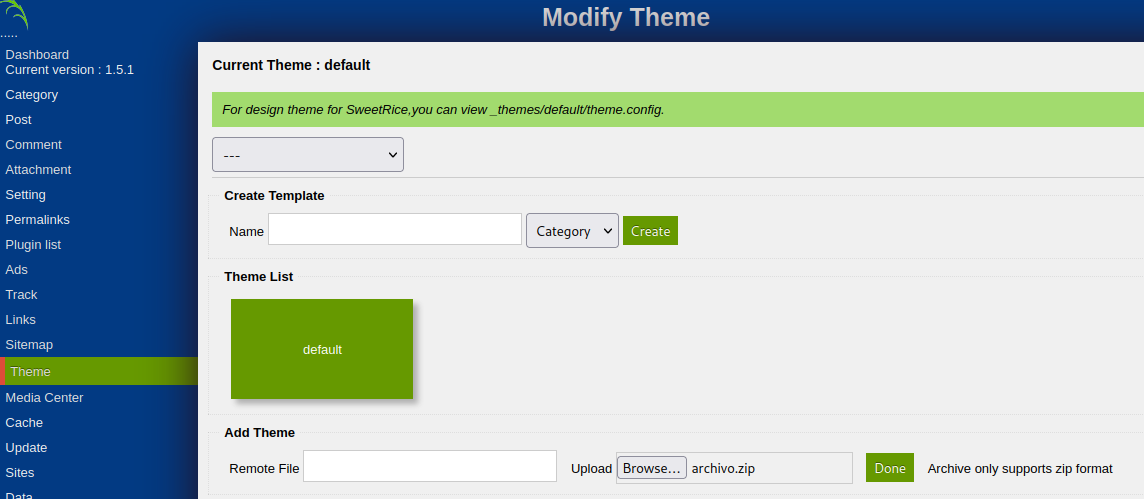 Modify Theme
.....
Dashboard
Current version : 1.5.1
Category
Post
Comment
Attachment
Setting
Permalinks
Plugin list
Ads
Track
Links
Sitemap
Theme
Media Center
Cache
Update
Sites
Data
Current Theme : default
For design theme for SweetRice,you can view _themes/default/theme.config.
---
Create Template
Name Category Create
Theme List
default
Add Theme
Remote File Upload Browse... archivo.zip Done Archive only supports zip format